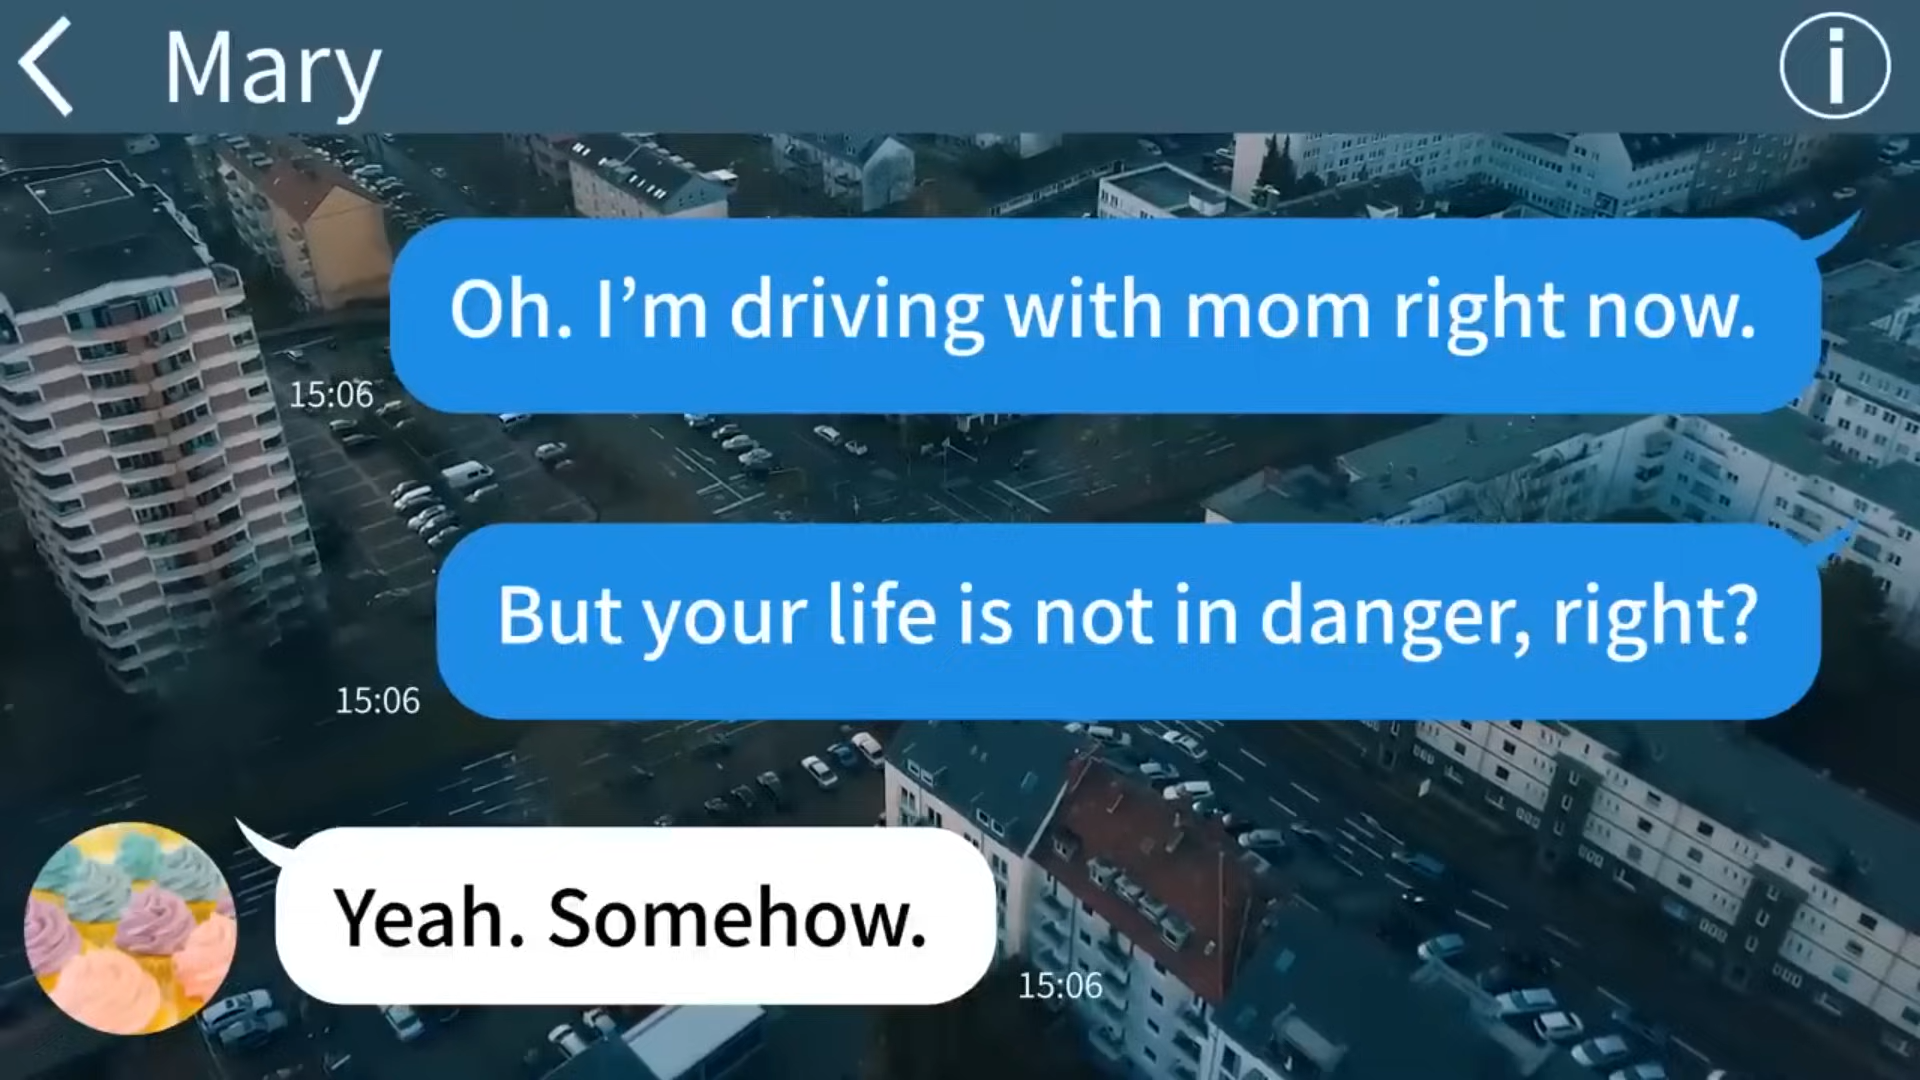 Mary
Oh. I’m driving with mom right now.
15:06
But your life is not in danger, right?
15:06
Yeah. Somehow.
15:06